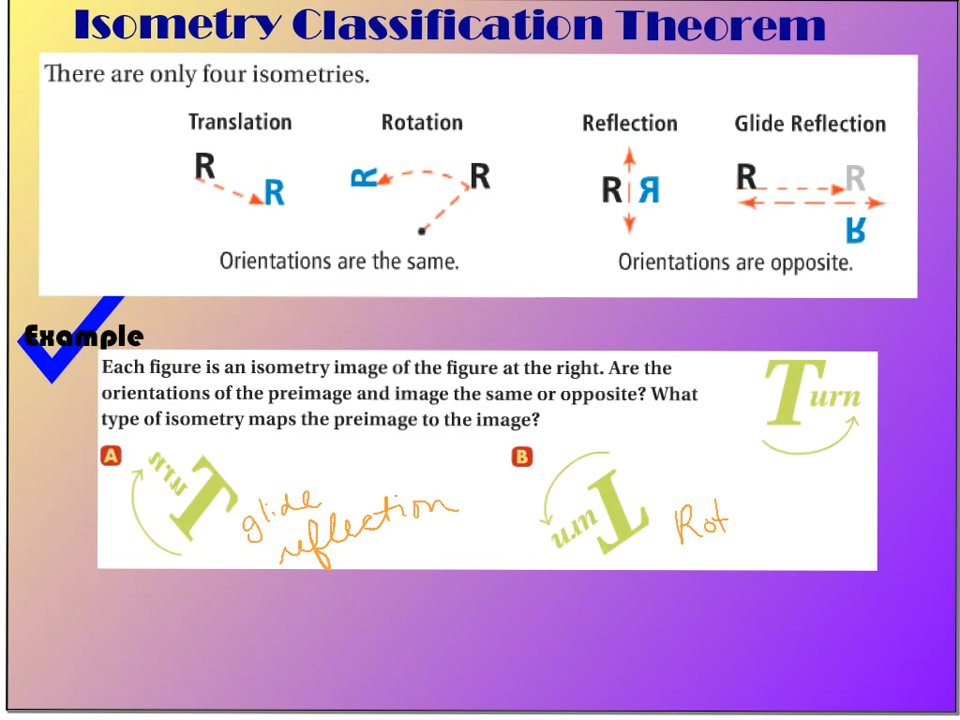 Isometry Classification Theorem
There are only four isometries.
Translation Rotation Reflection Glide Reflection
R R R R R R R R R
Orientations are the same. Orientations are opposite.
Example
Each figure is an isometry image of the figure at the right. Are the
orientations of the preimage and image the same or opposite? What
type of isometry maps the preimage to the image?
Turn
A
Turn
glide
reflection
B
Turn
Rot